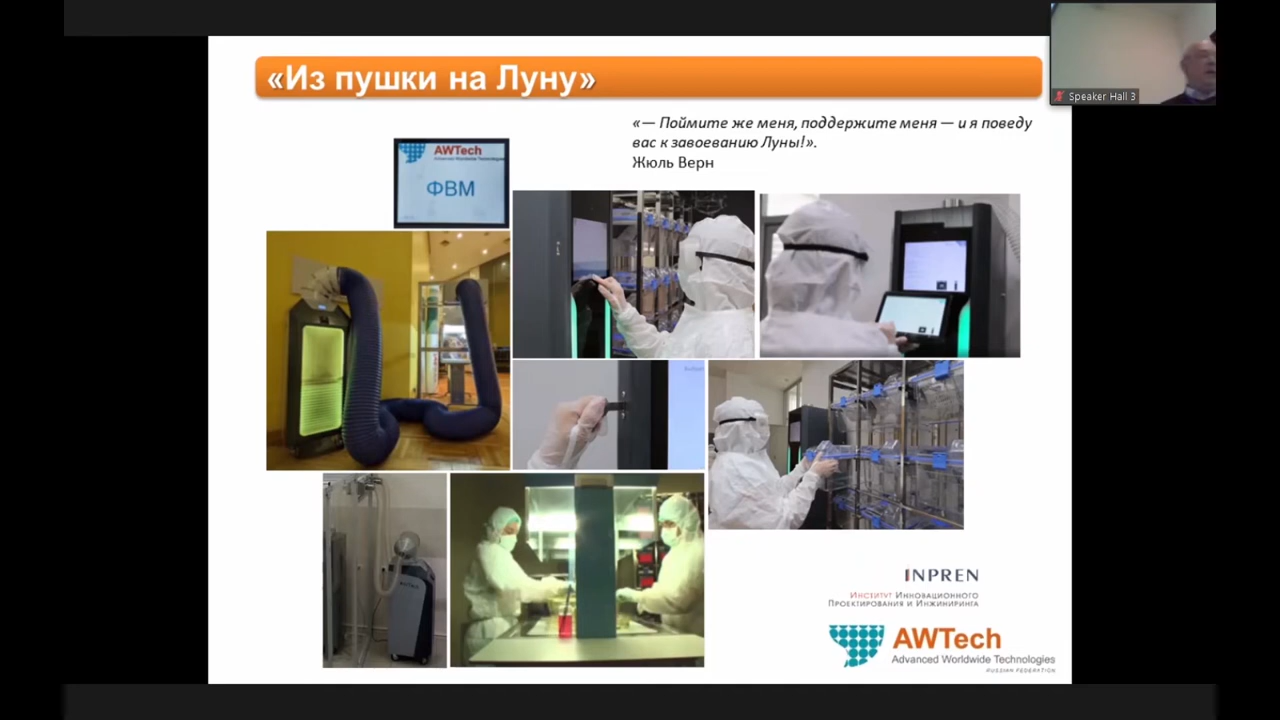 «Из пушки на Луну»
Speaker Hall 3
«— Поймите же меня, поддержите меня — и я поведу
вас к завоеванию Луны!».
Жюль Верн
AWTech
Advanced Worldwide Technologies
ФВМ
INPREN
Институт Инновационного
Проектирования и Инжиниринга
AWTech
Advanced Worldwide Technologies
RUSSIAN FEDERATION